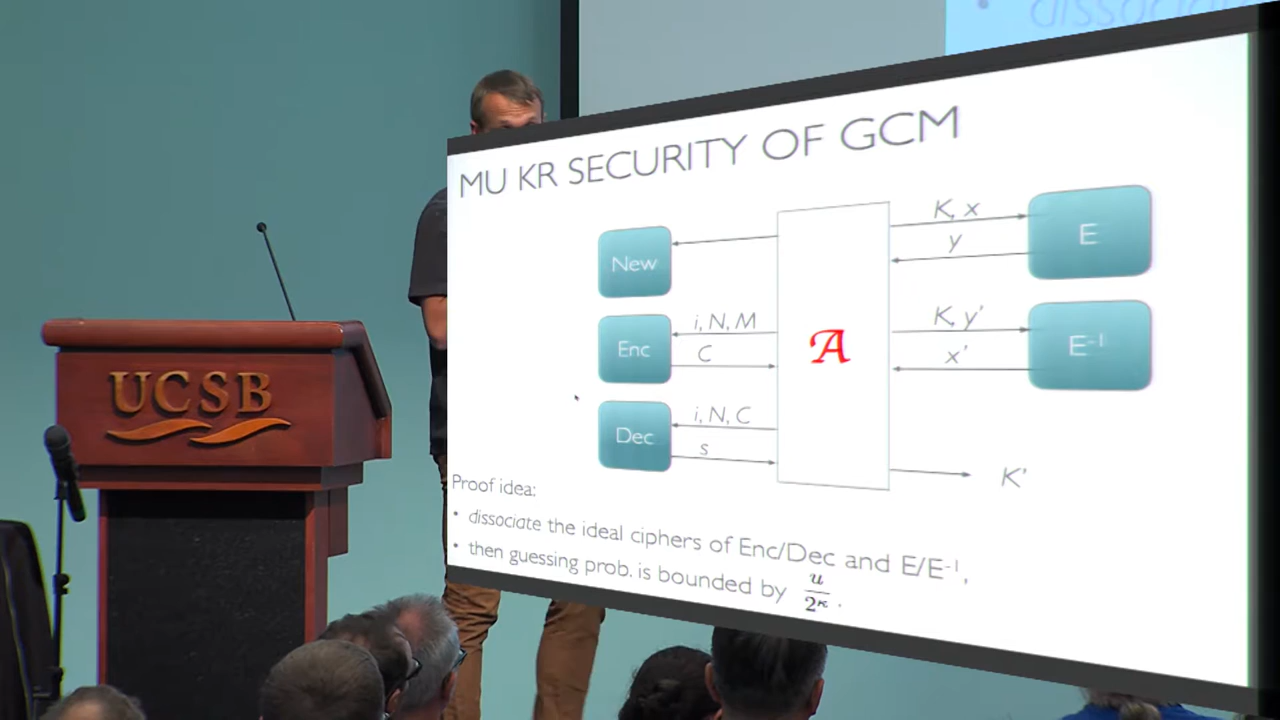 dissoc
MU KR SECURITY OF GCM
K, x
E
y
New
i, N, M
K, y'
Enc
A
E⁻¹
C
x'
i, N, C
Dec
s
K'
Proof idea:
• dissociate the ideal ciphers of Enc/Dec and E/E⁻¹,
• then guessing prob. is bounded by u/2^κ.
UCSB